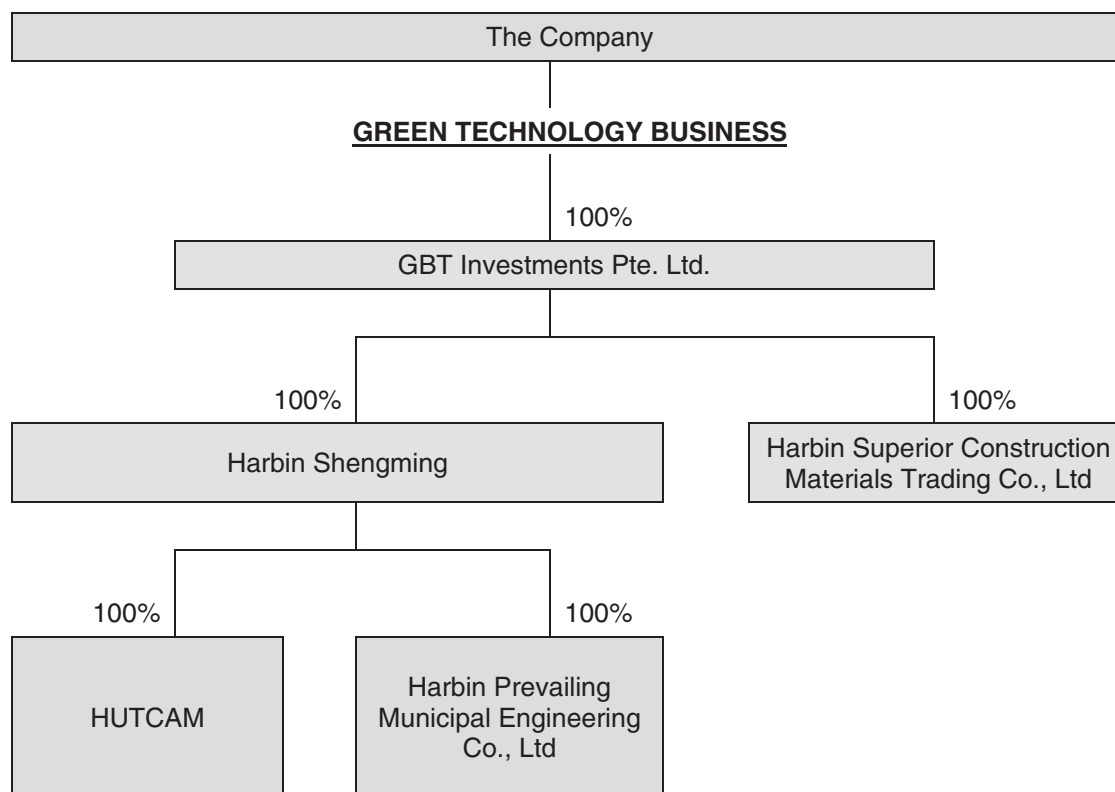 The Company
GREEN TECHNOLOGY BUSINESS
100%
GBT Investments Pte. Ltd.
100%
100%
Harbin Shengming
Harbin Superior Construction
Materials Trading Co., Ltd
100%
100%
HUTCAM
Harbin Prevailing
Municipal Engineering
Co., Ltd